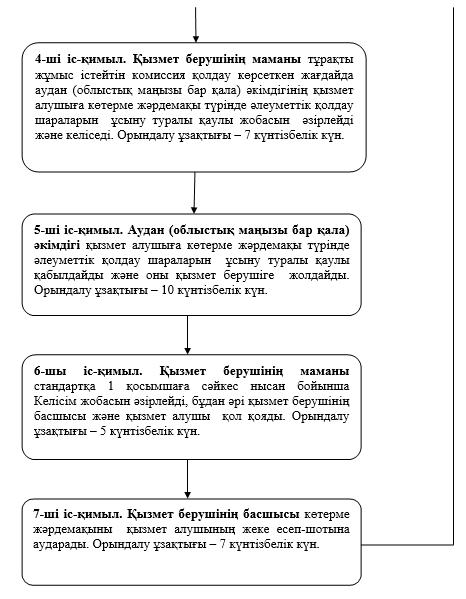 4-ші іс-қимыл. Қызмет берушінің маманы тұрақты
жұмыс істейтін комиссия қолдау көрсеткен жағдайда
аудан (облыстық маңызы бар қала) әкімдігінің қызмет
алушыға көтерме жәрдемақы түрінде әлеуметтік қолдау
шараларын ұсыну туралы қаулы жобасын әзірлейді
және келіседі. Орындалу ұзақтығы – 7 күнтізбелік күн.
5-ші іс-қимыл. Аудан (облыстық маңызы бар қала)
әкімдігі қызмет алушыға көтерме жәрдемақы түрінде
әлеуметтік қолдау шараларын ұсыну туралы қаулы
қабылдайды және оны қызмет берушіге жолдайды.
Орындалу ұзақтығы – 10 күнтізбелік күн.
6-шы іс-қимыл. Қызмет берушінің маманы
стандартқа 1 қосымшаға сәйкес нысан бойынша
Келісім жобасын әзірлейді, бұдан әрі қызмет берушінің
басшысы және қызмет алушы қол қояды. Орындалу
ұзақтығы – 5 күнтізбелік күн.
7-ші іс-қимыл. Қызмет берушінің басшысы көтерме
жәрдемақыны қызмет алушының жеке есеп-шотына
аударады. Орындалу ұзақтығы – 7 күнтізбелік күн.